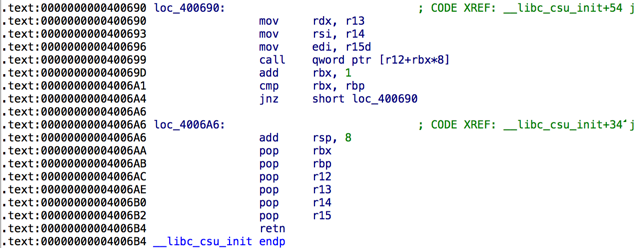 .text:0000000000400690 loc_400690: ; CODE XREF: __libc_csu_init+54 j
.text:0000000000400690 mov rdx, r13
.text:0000000000400693 mov rsi, r14
.text:0000000000400696 mov edi, r15d
.text:0000000000400699 call qword ptr [r12+rbx*8]
.text:000000000040069D add rbx, 1
.text:00000000004006A1 cmp rbx, rbp
.text:00000000004006A4 jnz short loc_400690
.text:00000000004006A6
.text:00000000004006A6 loc_4006A6: ; CODE XREF: __libc_csu_init+34 j
.text:00000000004006A6 add rsp, 8
.text:00000000004006AA pop rbx
.text:00000000004006AB pop rbp
.text:00000000004006AC pop r12
.text:00000000004006AE pop r13
.text:00000000004006B0 pop r14
.text:00000000004006B2 pop r15
.text:00000000004006B4 retn
.text:00000000004006B4 __libc_csu_init endp